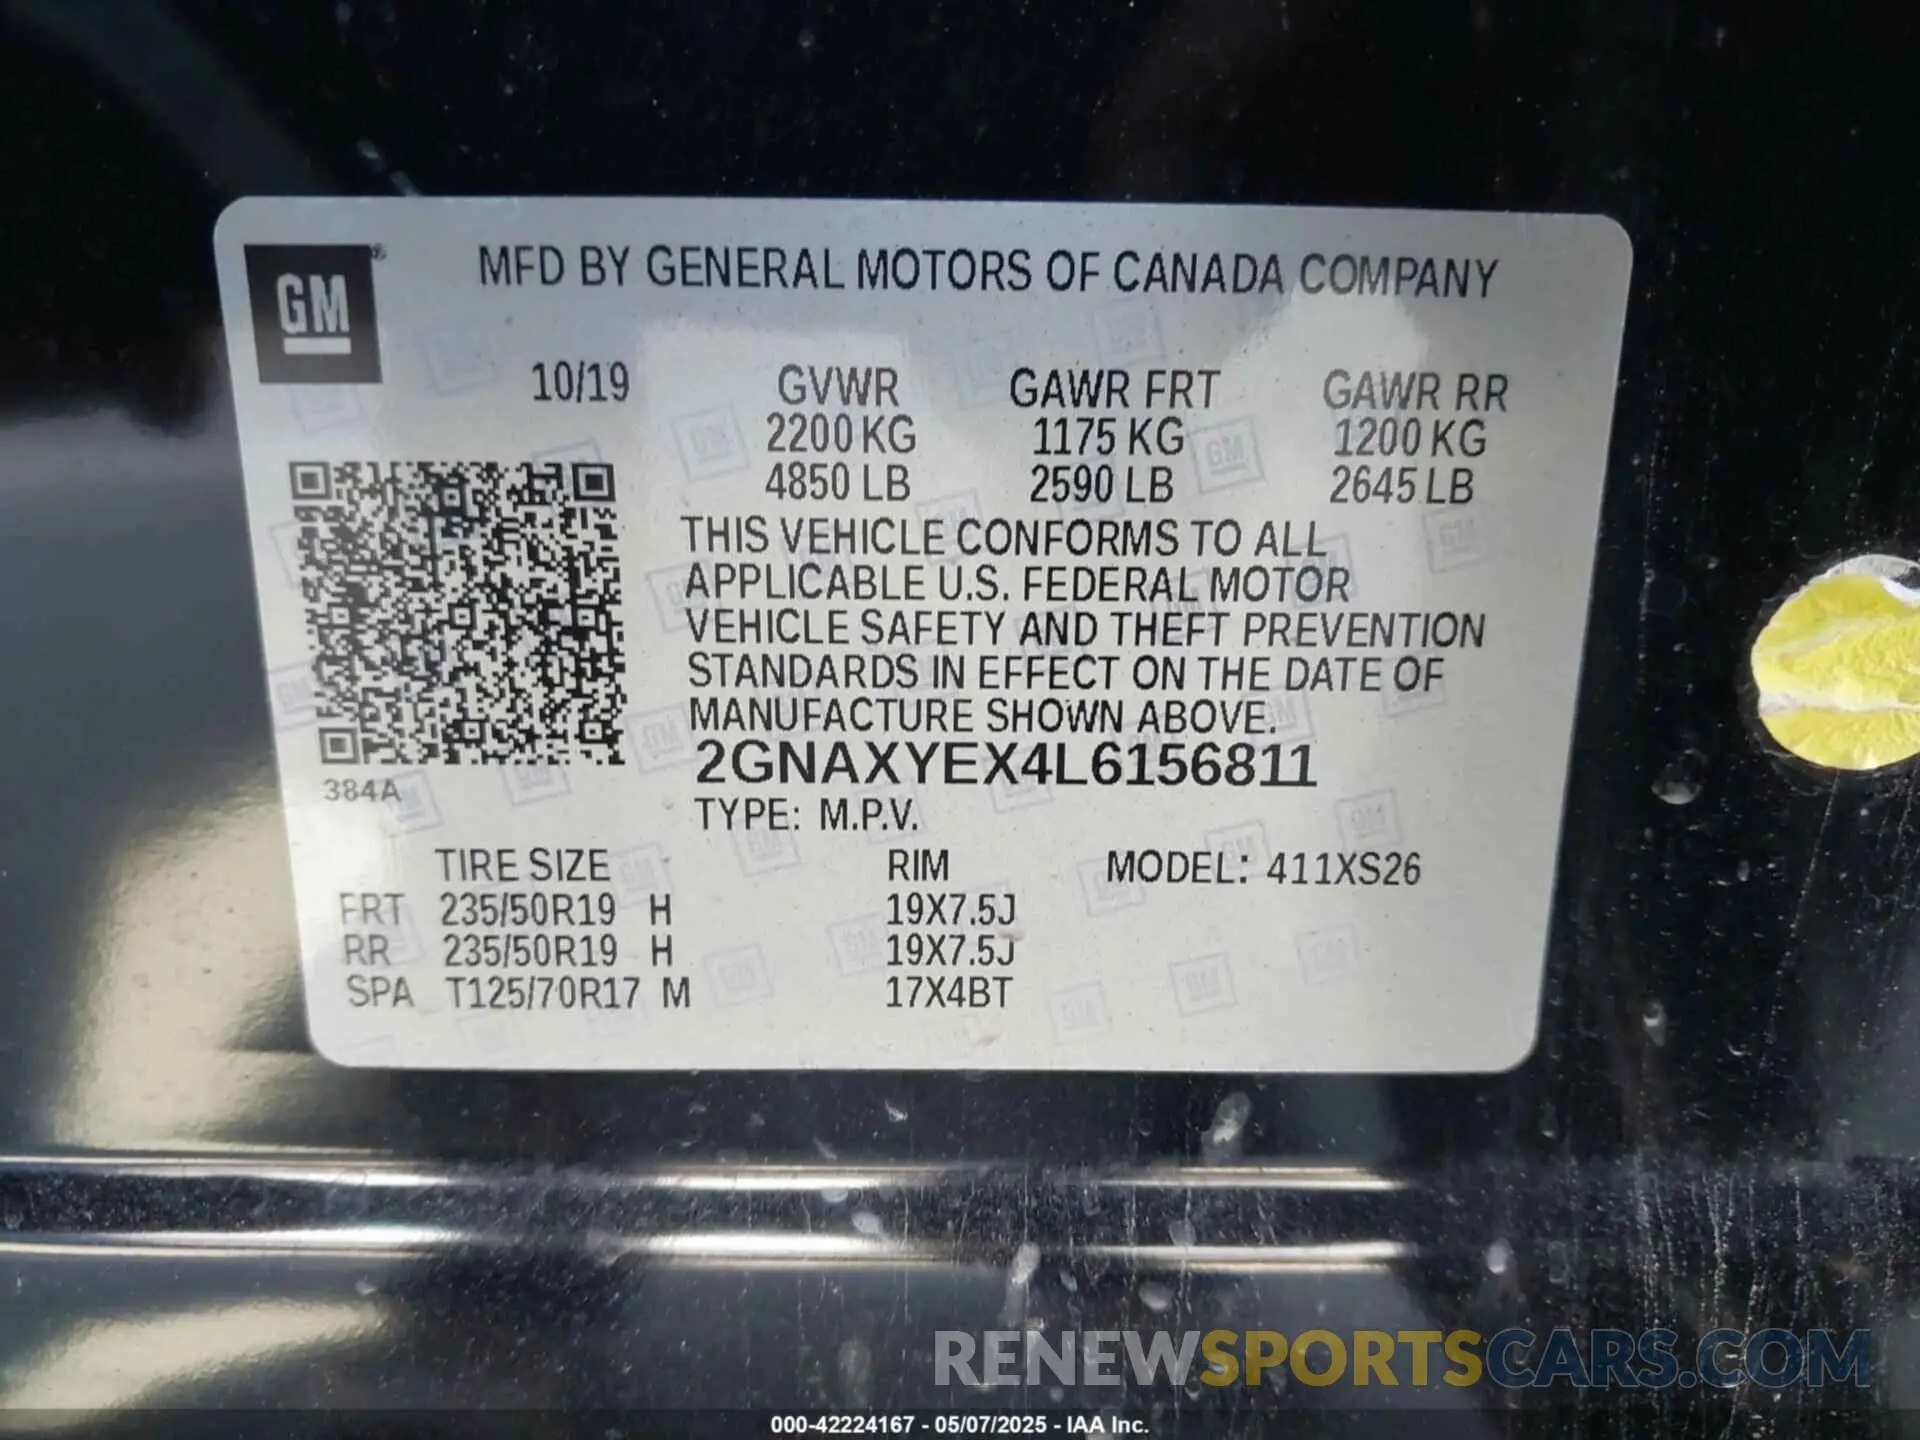 GM®
MFD BY GENERAL MOTORS OF CANADA COMPANY
10/19 GVWR GAWR FRT GAWR RR
2200 KG 1175 KG 1200 KG
4850 LB 2590 LB 2645 LB
THIS VEHICLE CONFORMS TO ALL
APPLICABLE U.S. FEDERAL MOTOR
VEHICLE SAFETY AND THEFT PREVENTION
STANDARDS IN EFFECT ON THE DATE OF
MANUFACTURE SHOWN ABOVE.
2GNAXYEX4L6156811
384A
TYPE: M.P.V.
TIRE SIZE RIM MODEL: 411XS26
FRT 235/50R19 H 19X7.5J
RR 235/50R19 H 19X7.5J
SPA T125/70R17 M 17X4BT
RENEWSPORTSCARS.COM
000-42224167 - 05/07/2025 - IAA Inc.